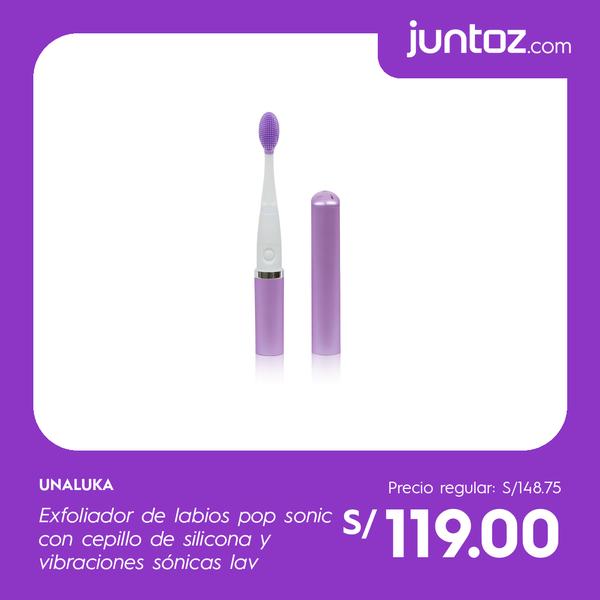 juntoz.com
UNALUKA
Exfoliador de labios pop sonic
con cepillo de silicona y
vibraciones sónicas lav
Precio regular: S/148.75
S/119.00